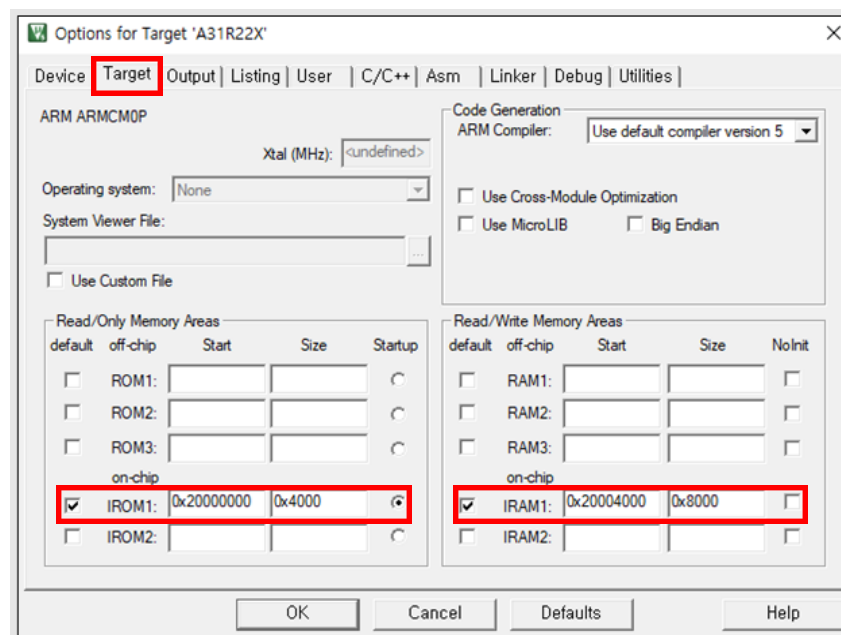 Options for Target 'A31R22X'
Device Target Output Listing User C/C++ Asm Linker Debug Utilities
ARM ARMCM0P
Xtal (MHz): <undefined>
Operating system: None
System Viewer File:
...
Use Custom File
Code Generation
ARM Compiler: Use default compiler version 5
Use Cross-Module Optimization
Use MicroLIB Big Endian
Read/Only Memory Areas
default off-chip Start Size Startup
ROM1:
ROM2:
ROM3:
on-chip
IROM1: 0x20000000 0x4000
IROM2:
Read/Write Memory Areas
default off-chip Start Size NoInit
RAM1:
RAM2:
RAM3:
on-chip
IRAM1: 0x20004000 0x8000
IRAM2:
OK Cancel Defaults Help